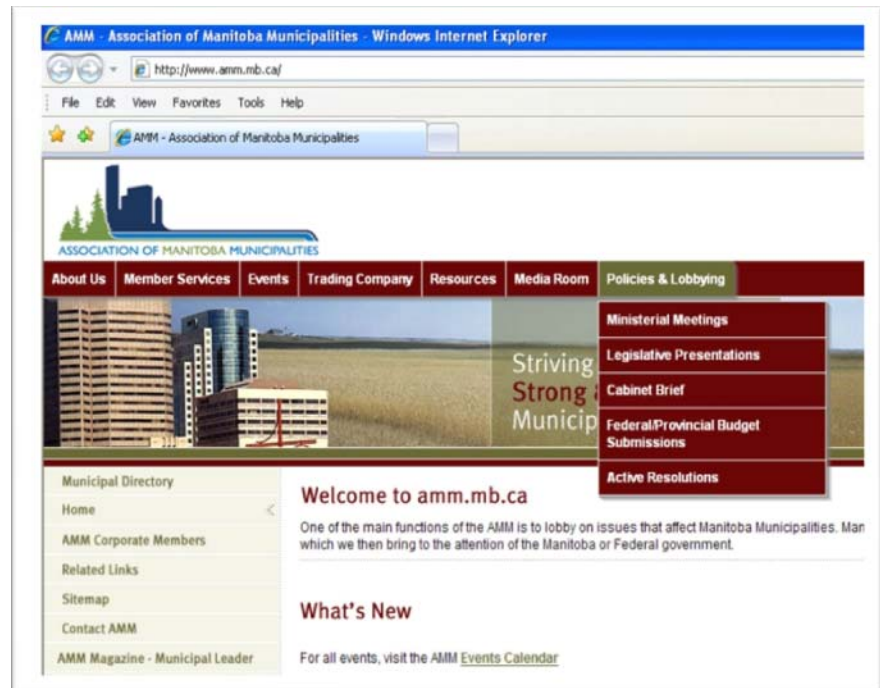 AMM - Association of Manitoba Municipalities - Windows Internet Explorer
http://www.amm.mb.ca/
File Edit View Favorites Tools Help
AMM - Association of Manitoba Municipalities
ASSOCIATION OF MANITOBA MUNICIPALITIES
About Us Member Services Events Trading Company Resources Media Room Policies & Lobbying
Ministerial Meetings
Legislative Presentations
Cabinet Brief
Federal/Provincial Budget
Submissions
Active Resolutions
Striving
Strong
Municip
Municipal Directory
Home
AMM Corporate Members
Related Links
Sitemap
Contact AMM
AMM Magazine - Municipal Leader
Welcome to amm.mb.ca
One of the main functions of the AMM is to lobby on issues that affect Manitoba Municipalities. Man
which we then bring to the attention of the Manitoba or Federal government.
What's New
For all events, visit the AMM Events Calendar